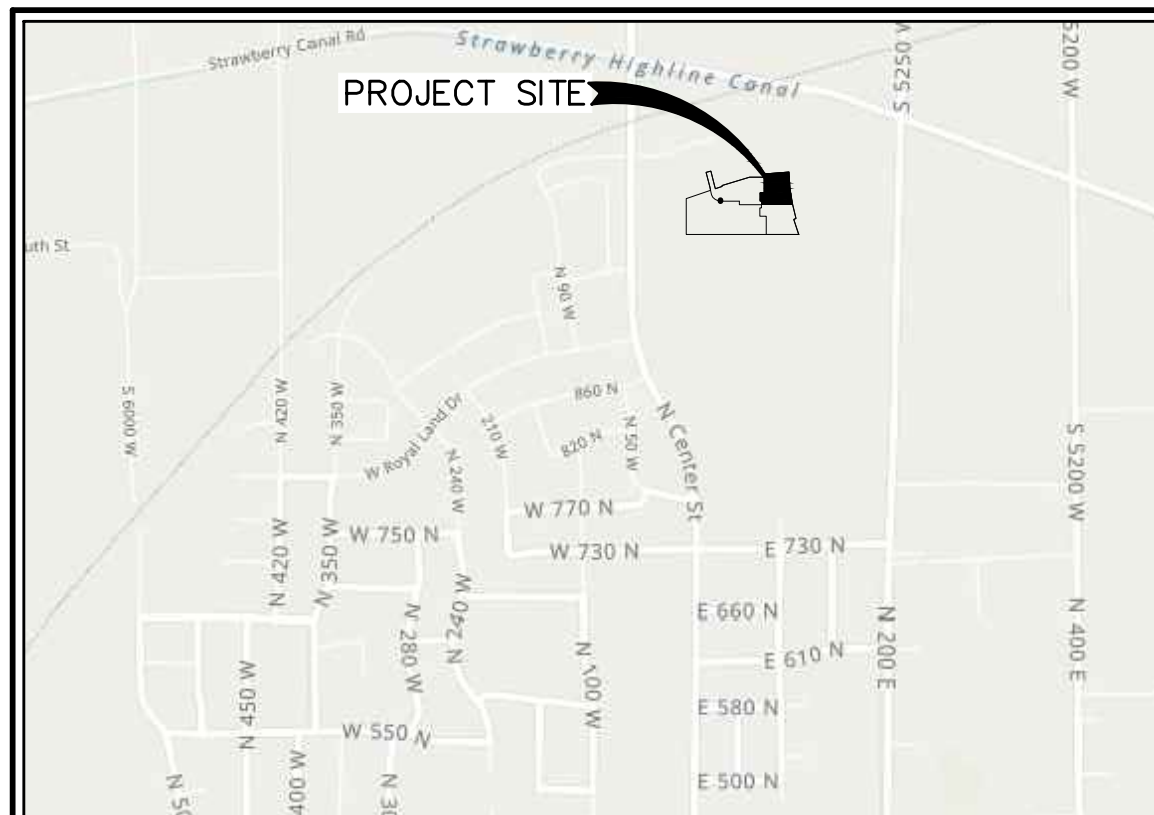 Strawberry Canal Rd
Strawberry Highline Canal
S 5250 W
5200 W
PROJECT SITE
uth St
N 90 W
S 6000 W
N 420 W
N 350 W
W Royal Land Dr
860 N
210 W
820 N
N 50 W
N Center St
N 240 W
S 5200 W
W 770 N
W 750 N
W 730 N
E 730 N
N 420 W
N 350 W
N 240 W
N 280 W
E 660 N
N 200 E
N 400 E
E 610 N
N 100 W
N 450 W
E 580 N
W 550 N
E 500 N
N 50
400 W
N 3